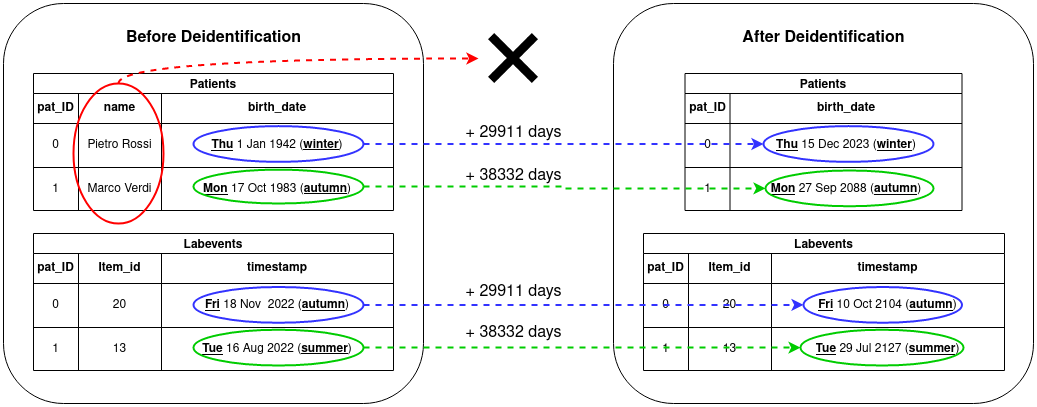 Before Deidentification
Patients
pat_ID name birth_date
0 Pietro Rossi Thu 1 Jan 1942 (winter)
1 Marco Verdi Mon 17 Oct 1983 (autumn)
Labevents
pat_ID Item_id timestamp
0 20 Fri 18 Nov 2022 (autumn)
1 13 Tue 16 Aug 2022 (summer)
+ 29911 days
+ 38332 days
+ 29911 days
+ 38332 days
After Deidentification
Patients
pat_ID birth_date
0 Thu 15 Dec 2023 (winter)
1 Mon 27 Sep 2088 (autumn)
Labevents
pat_ID Item_id timestamp
0 20 Fri 10 Oct 2104 (autumn)
1 13 Tue 29 Jul 2127 (summer)